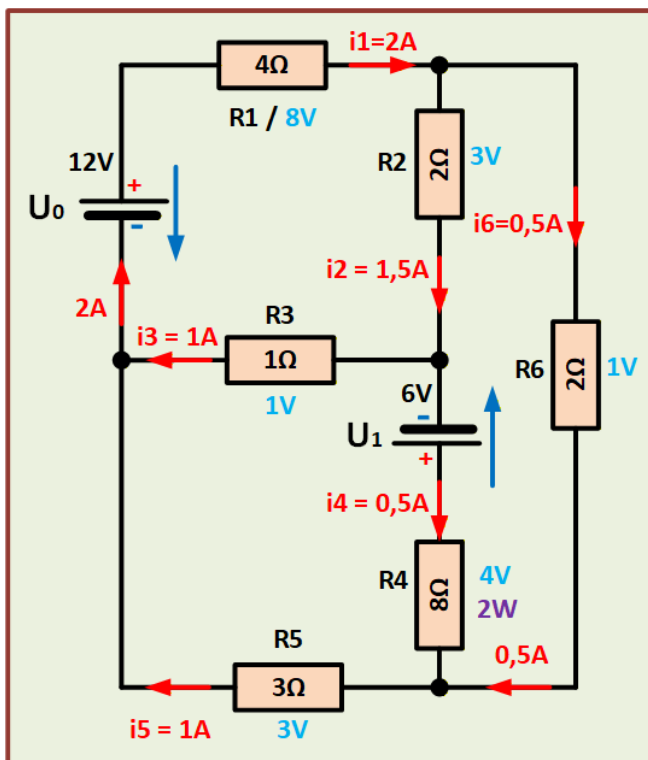 i1=2A
4Ω
R1 / 8V
12V
+
U0
-
R2
2Ω
3V
i6=0,5A
i2 = 1,5A
2A
i3 = 1A
R3
1Ω
1V
6V
-
U1
+
R6
2Ω
1V
i4 = 0,5A
R4
8Ω
4V
2W
0,5A
R5
3Ω
3V
i5 = 1A